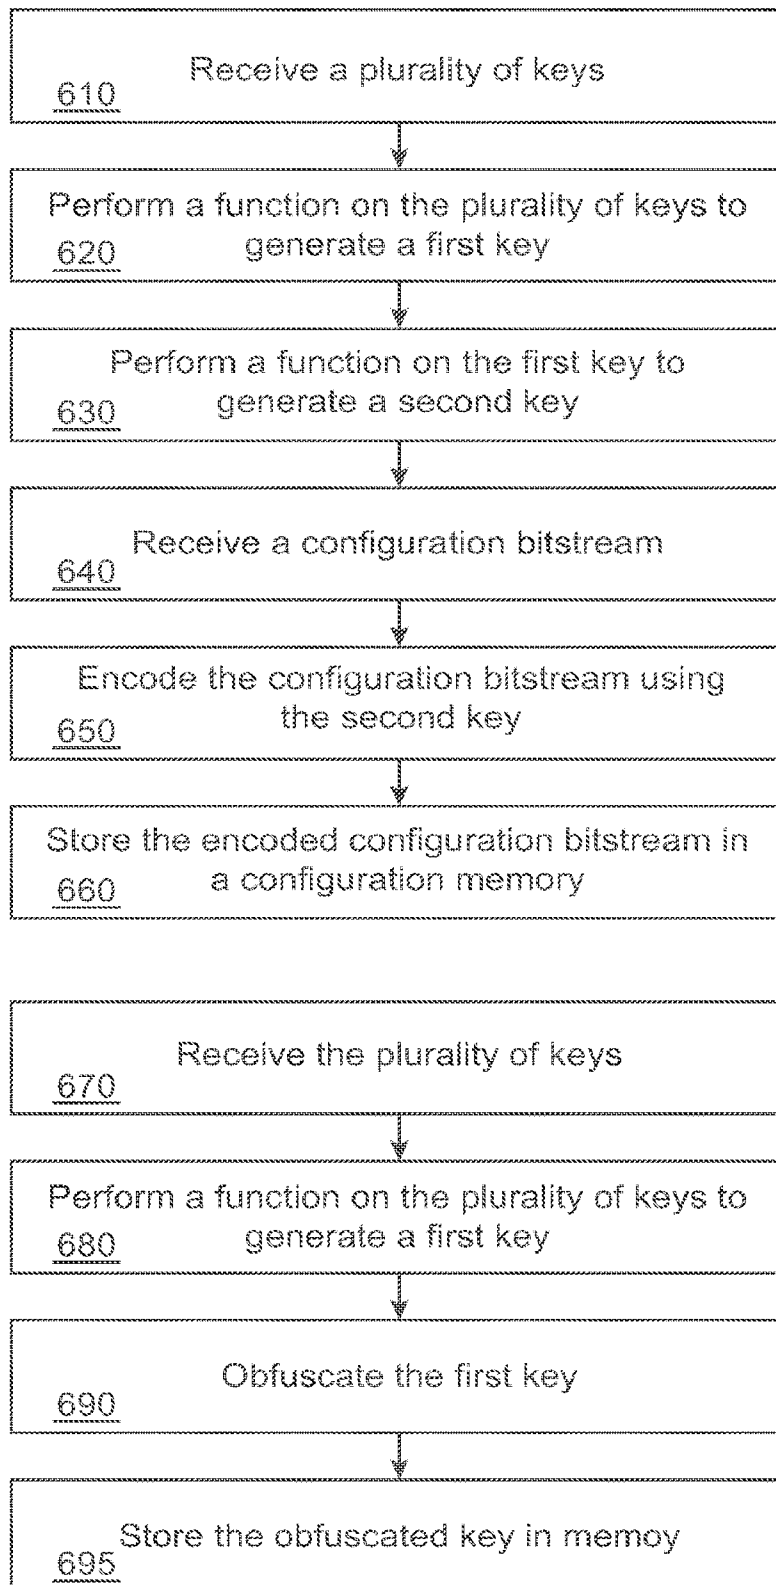 Receive a plurality of keys
610
Perform a function on the plurality of keys to
generate a first key
620
Perform a function on the first key to
generate a second key
630
Receive a configuration bitstream
640
Encode the configuration bitstream using
the second key
650
Store the encoded configuration bitstream in
a configuration memory
660
Receive the plurality of keys
670
Perform a function on the plurality of keys to
generate a first key
680
Obfuscate the first key
690
Store the obfuscated key in memoy
695